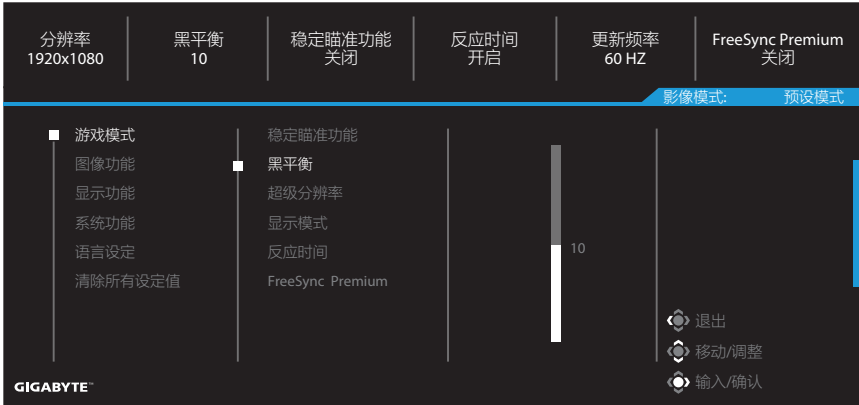 分辨率
1920x1080
黑平衡
10
稳定瞄准功能
关闭
反应时间
开启
更新频率
60 HZ
FreeSync Premium
关闭
影像模式: 预设模式
游戏模式
图像功能
显示功能
系统功能
语言设定
清除所有设定值
稳定瞄准功能
黑平衡
超级分辨率
显示模式
反应时间
FreeSync Premium
10
退出
移动/调整
输入/确认
GIGABYTE™